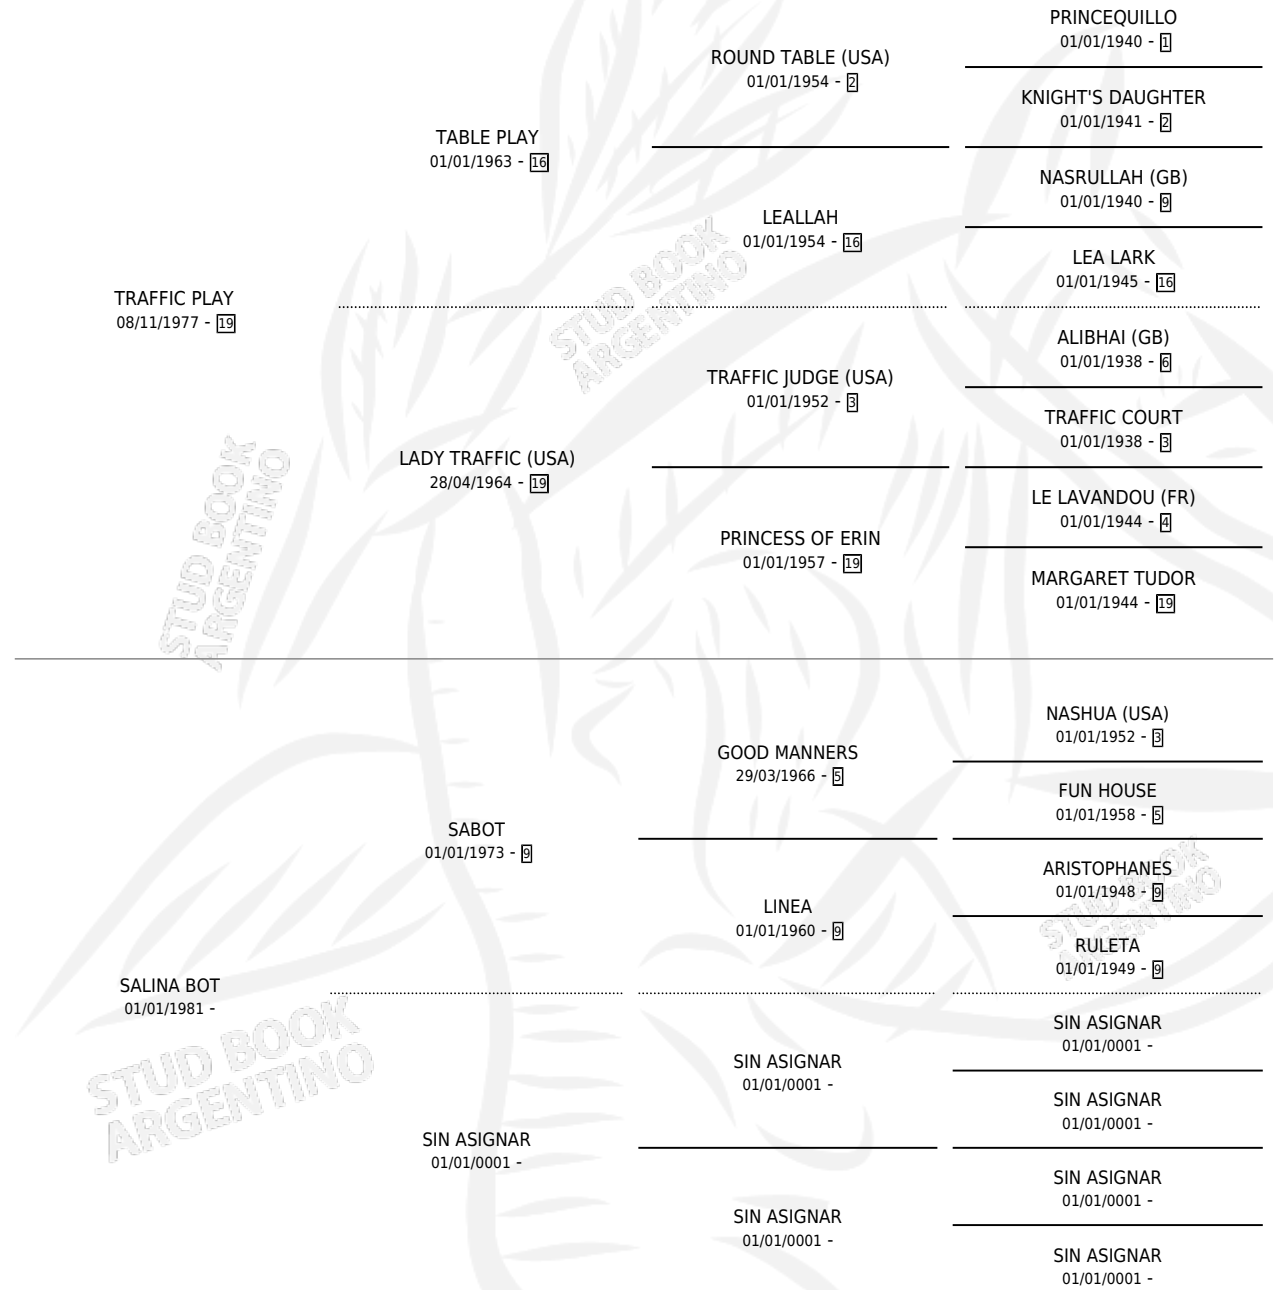 PRINCEQUILLO
01/01/1940 - 1
ROUND TABLE (USA)
01/01/1954 - 2
KNIGHT'S DAUGHTER
01/01/1941 - 2
TABLE PLAY
01/01/1963 - 16
NASRULLAH (GB)
01/01/1940 - 9
LEALLAH
01/01/1954 - 16
LEA LARK
01/01/1945 - 16
TRAFFIC PLAY
08/11/1977 - 19
ALIBHAI (GB)
01/01/1938 - 6
TRAFFIC JUDGE (USA)
01/01/1952 - 3
TRAFFIC COURT
01/01/1938 - 3
LADY TRAFFIC (USA)
28/04/1964 - 19
LE LAVANDOU (FR)
01/01/1944 - 4
PRINCESS OF ERIN
01/01/1957 - 19
MARGARET TUDOR
01/01/1944 - 19
NASHUA (USA)
01/01/1952 - 3
GOOD MANNERS
29/03/1966 - 5
FUN HOUSE
01/01/1958 - 5
SABOT
01/01/1973 - 9
ARISTOPHANES
01/01/1948 - 9
LINEA
01/01/1960 - 9
RULETA
01/01/1949 - 9
SALINA BOT
01/01/1981 -
SIN ASIGNAR
01/01/0001 -
SIN ASIGNAR
01/01/0001 -
SIN ASIGNAR
01/01/0001 -
SIN ASIGNAR
01/01/0001 -
SIN ASIGNAR
01/01/0001 -
SIN ASIGNAR
01/01/0001 -
SIN ASIGNAR
01/01/0001 -
STUD BOOK
ARGENTINO
STUD BOOK
ARGENTINO
STUD BOOK
ARGENTINO
STUD BOOK
ARGENTINO